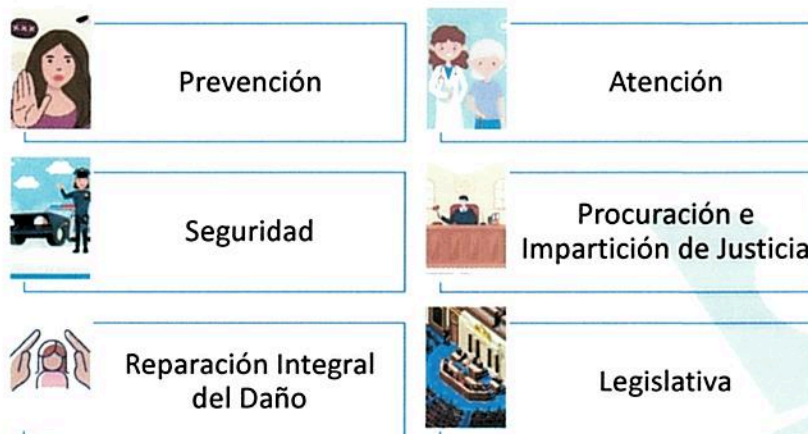 Prevención
Atención
Seguridad
Procuración e
Impartición de Justicia
Reparación Integral
del Daño
Legislativa